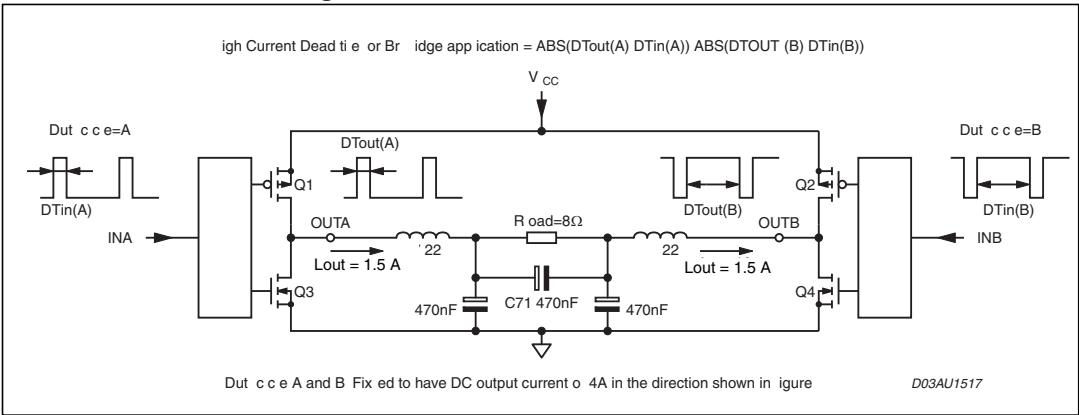 igh Current Dead ti e or Br idge app ication = ABS(DTout(A) DTin(A)) ABS(DTOUT (B) DTin(B))
V CC
Dut c c e=A
DTin(A)
INA
Q1
DTout(A)
OUTA
Lout = 1.5 A
22
Q3
470nF
R oad=8Ω
C71 470nF
470nF
DTout(B)
22
Lout = 1.5 A
OUTB
Q2
Q4
Dut c c e=B
DTin(B)
INB
Dut c c e A and B Fix ed to have DC output current o 4A in the direction shown in igure
D03AU1517